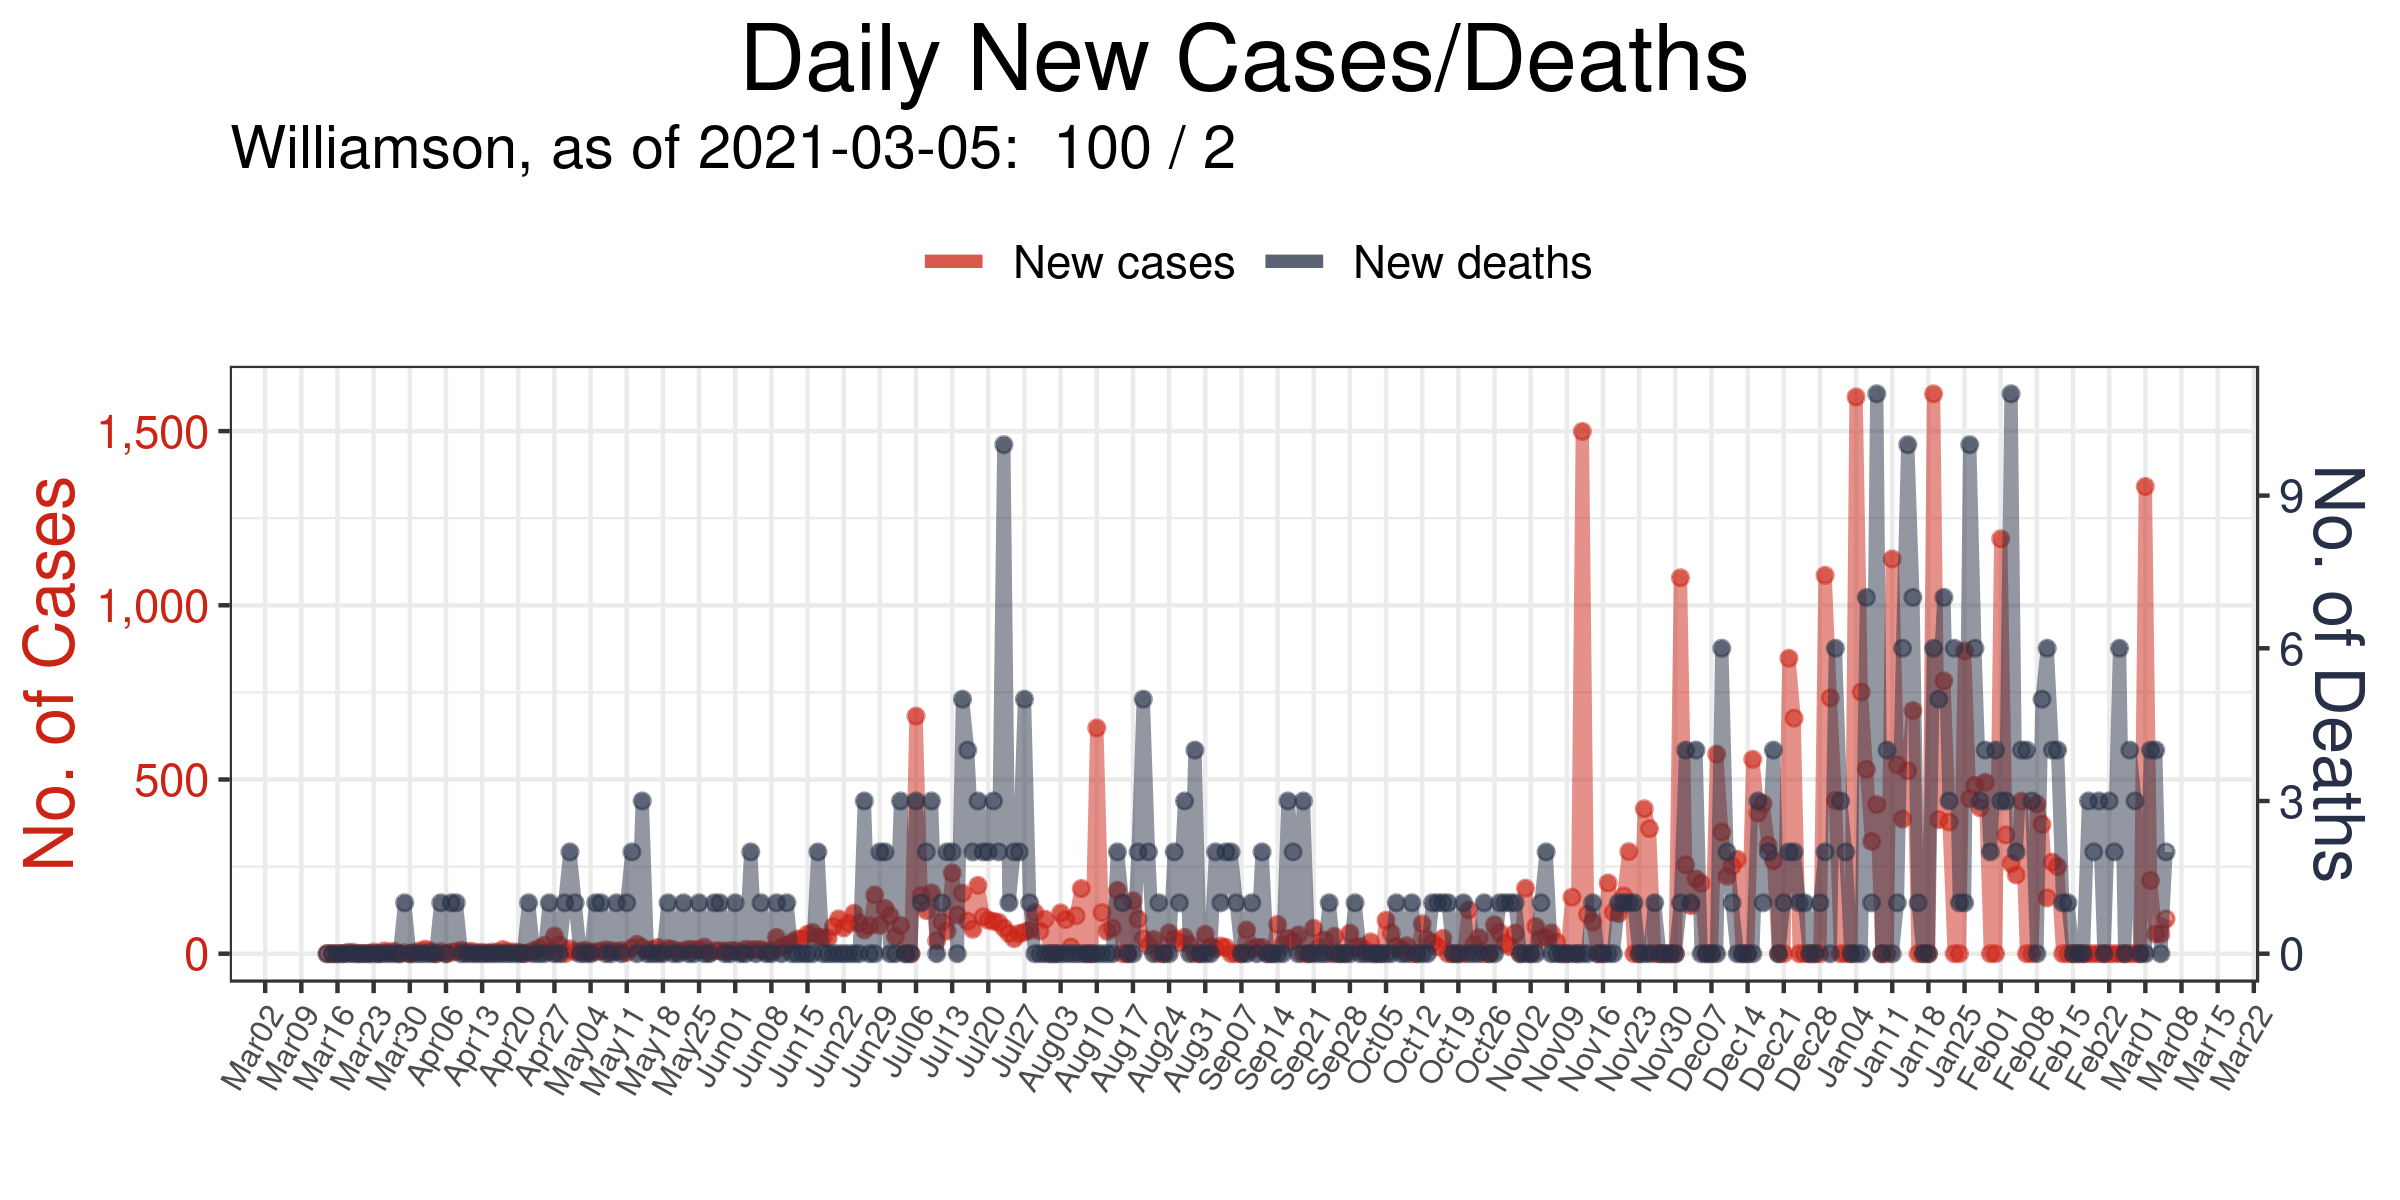 Daily New Cases/Deaths
Williamson, as of 2021-03-05:  100 / 2
New cases
New deaths
No. of Cases
1,500
1,000
500
0
9
6
3
0
No. of Deaths
Mar02
Mar09
Mar16
Mar23
Mar30
Apr06
Apr13
Apr20
Apr27
May04
May11
May18
May25
Jun01
Jun08
Jun15
Jun22
Jun29
Jul06
Jul13
Jul20
Jul27
Aug03
Aug10
Aug17
Aug24
Aug31
Sep07
Sep14
Sep21
Sep28
Oct05
Oct12
Oct19
Oct26
Nov02
Nov09
Nov16
Nov23
Nov30
Dec07
Dec14
Dec21
Dec28
Jan04
Jan11
Jan18
Jan25
Feb01
Feb08
Feb15
Feb22
Mar01
Mar08
Mar15
Mar22